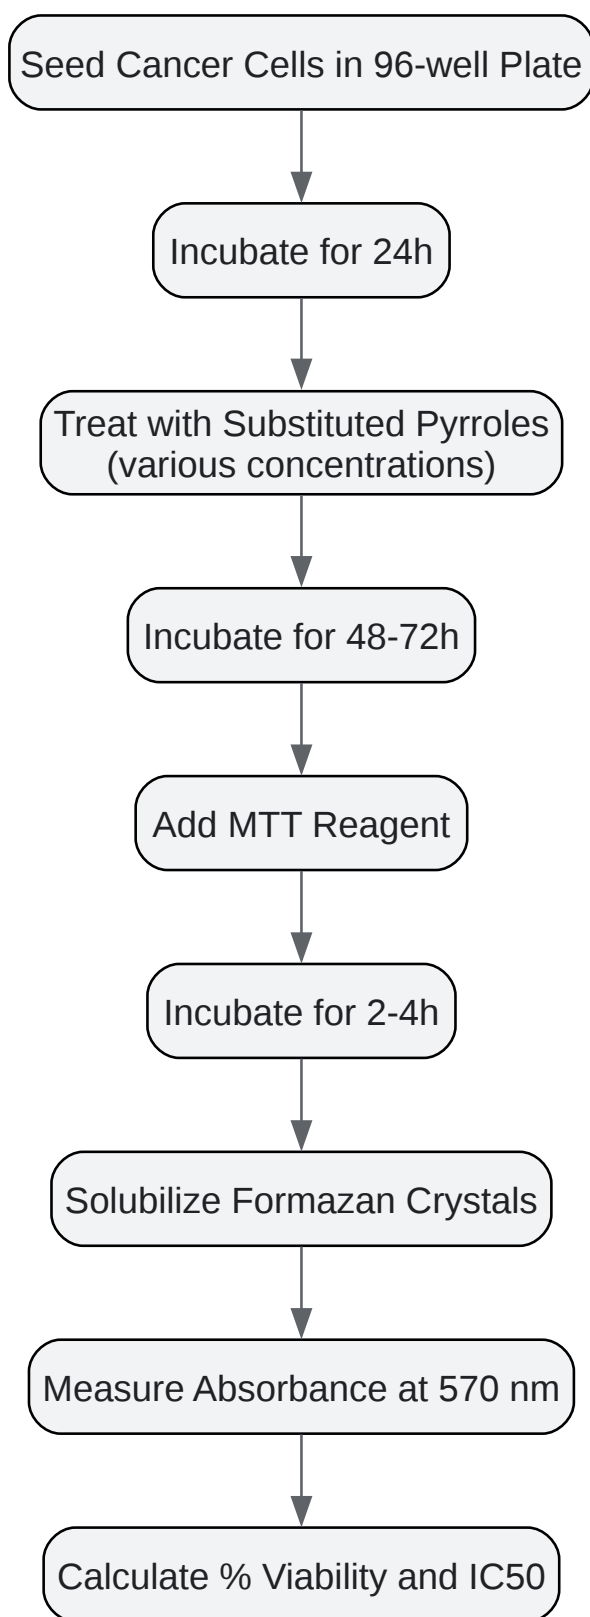 Seed Cancer Cells in 96-well Plate
Incubate for 24h
Treat with Substituted Pyrroles
(various concentrations)
Incubate for 48-72h
Add MTT Reagent
Incubate for 2-4h
Solubilize Formazan Crystals
Measure Absorbance at 570 nm
Calculate % Viability and IC50